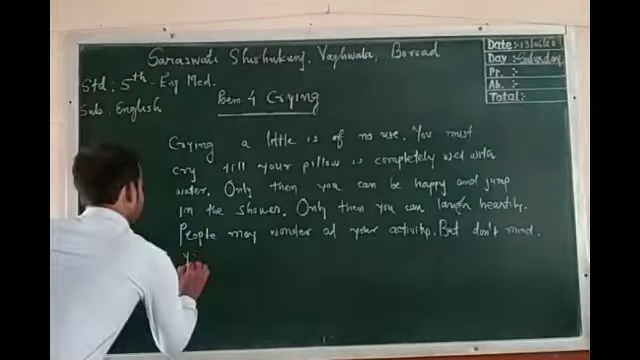 Saraswati Shishukunj, Vaghwala, Borsad
Date:- 13/06/20
Day :- Saturday
Pr. :-
Ab. :-
Total:-
Std : 5th - Eng Med.
Sub : English
Poem 4 Crying
Crying a little is of no use. You must
cry till your pillow is completely wet with
water. Only then you can be happy and jump
in the shower. Only then you can laugh heartily.
People may wonder at your activity. But don't mind.
y